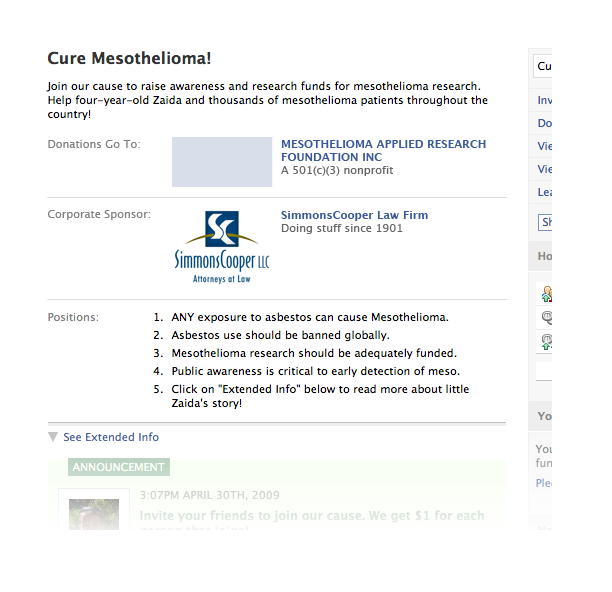 Cure Mesothelioma!
Join our cause to raise awareness and research funds for mesothelioma research.
Help four-year-old Zaida and thousands of mesothelioma patients throughout the
country!
Donations Go To:
MESOTHELIOMA APPLIED RESEARCH
FOUNDATION INC
A 501(c)(3) nonprofit
Corporate Sponsor:
SimmonsCooper LLC
Attorneys at Law
SimmonsCooper Law Firm
Doing stuff since 1901
Positions:
1. ANY exposure to asbestos can cause Mesothelioma.
2. Asbestos use should be banned globally.
3. Mesothelioma research should be adequately funded.
4. Public awareness is critical to early detection of meso.
5. Click on "Extended Info" below to read more about little
Zaida's story!
See Extended Info
ANNOUNCEMENT
3:07PM APRIL 30TH, 2009
Invite your friends to join our cause. We get $1 for each
person that joins!
Cu
Inv
Do
Vie
Vie
Lea
Sh
Ho
Yo
You
fun
Ple